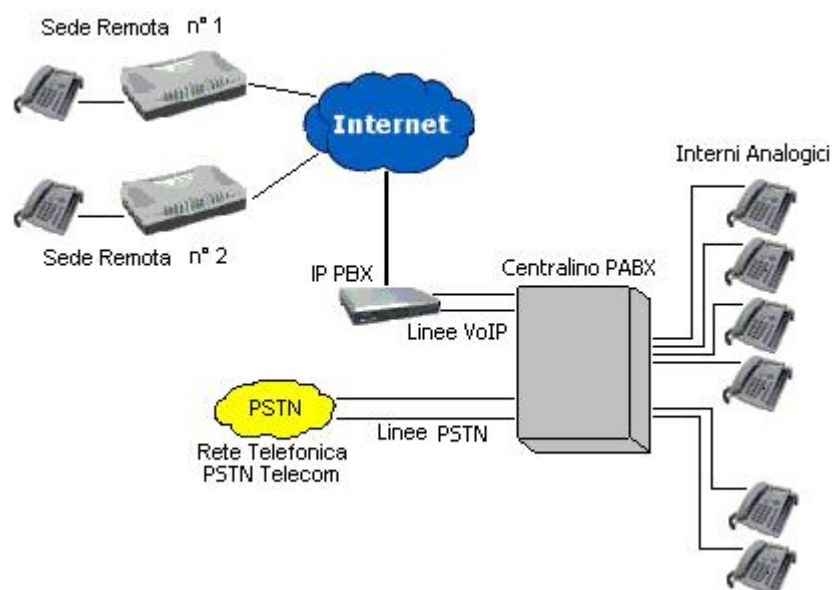 Sede Remota n° 1
Internet
Interni Analogici
Sede Remota n° 2
IP PBX
Centralino PABX
Linee VoIP
PSTN
Linee PSTN
Rete Telefonica
PSTN Telecom